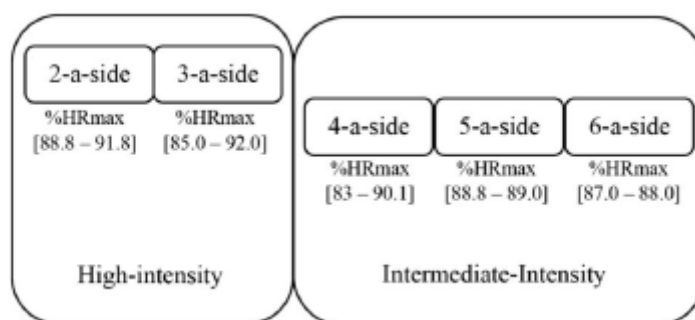 2-a-side 3-a-side
%HRmax %HRmax
[88.8 – 91.8] [85.0 – 92.0]
4-a-side 5-a-side 6-a-side
%HRmax %HRmax %HRmax
[83 – 90.1] [88.8 – 89.0] [87.0 – 88.0]
High-intensity Intermediate-Intensity